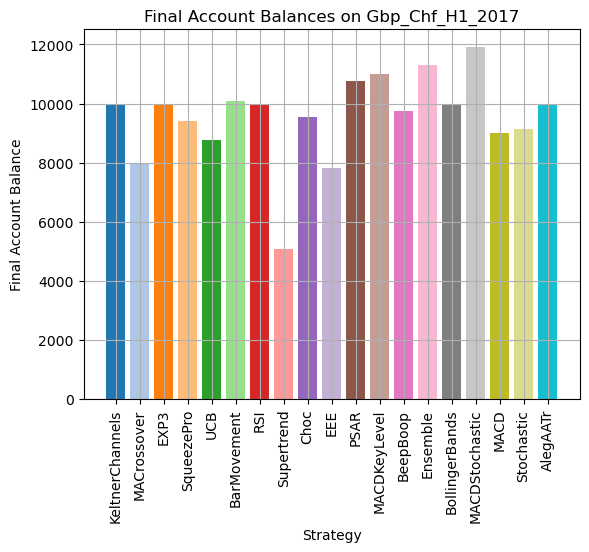 Final Account Balances on Gbp_Chf_H1_2017
Final Account Balance
12000
10000
8000
6000
4000
2000
0
KeltnerChannels
MACrossover
EXP3
SqueezePro
UCB
BarMovement
RSI
Supertrend
Choc
EEE
PSAR
MACDKeyLevel
BeepBoop
Ensemble
BollingerBands
MACDStochastic
MACD
Stochastic
AlegAATr
Strategy